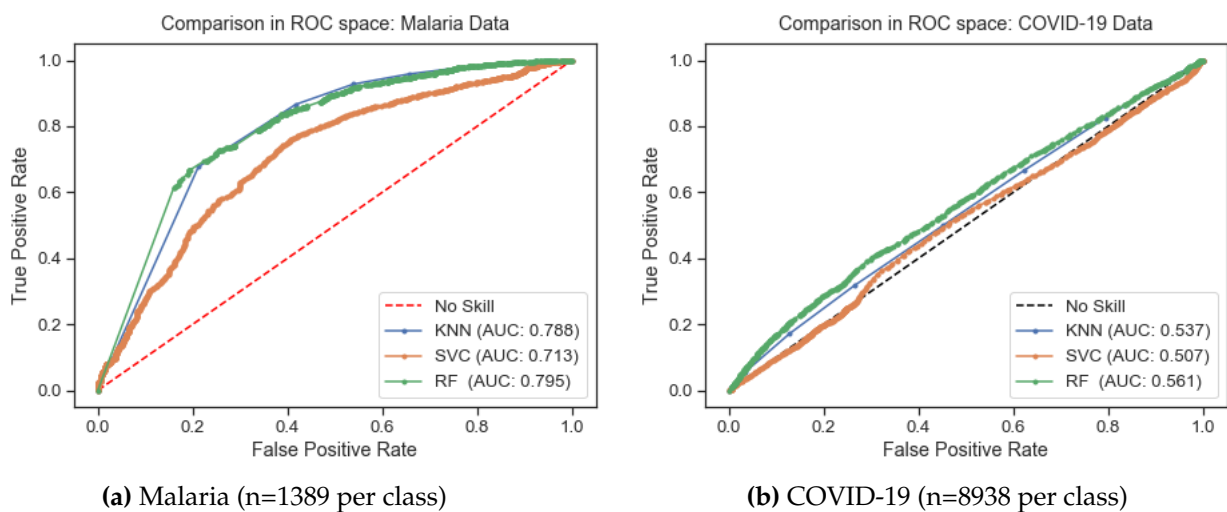 Comparison in ROC space: Malaria Data
1.0
0.8
0.6
0.4
0.2
0.0
True Positive Rate
No Skill
KNN (AUC: 0.788)
SVC (AUC: 0.713)
RF (AUC: 0.795)
0.0 0.2 0.4 0.6 0.8 1.0
False Positive Rate
(a) Malaria (n=1389 per class)
Comparison in ROC space: COVID-19 Data
1.0
0.8
0.6
0.4
0.2
0.0
True Positive Rate
No Skill
KNN (AUC: 0.537)
SVC (AUC: 0.507)
RF (AUC: 0.561)
0.0 0.2 0.4 0.6 0.8 1.0
False Positive Rate
(b) COVID-19 (n=8938 per class)